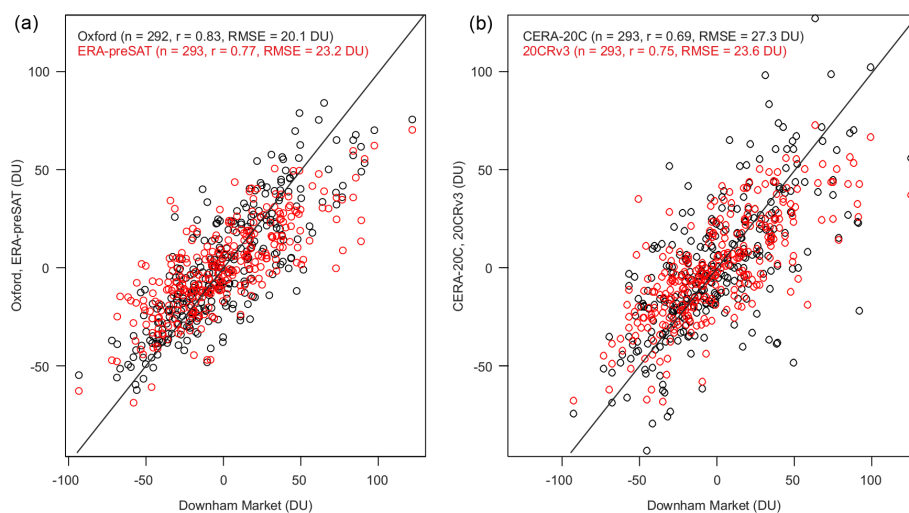 (a)
Oxford (n = 292, r = 0.83, RMSE = 20.1 DU)
ERA-preSAT (n = 293, r = 0.77, RMSE = 23.2 DU)
100
50
0
-50
Oxford, ERA-preSAT (DU)
-100
-50
0
50
100
Downham Market (DU)
(b)
CERA-20C (n = 293, r = 0.69, RMSE = 27.3 DU)
20CRv3 (n = 293, r = 0.75, RMSE = 23.6 DU)
100
50
0
-50
CERA-20C, 20CRv3 (DU)
-100
-50
0
50
100
Downham Market (DU)